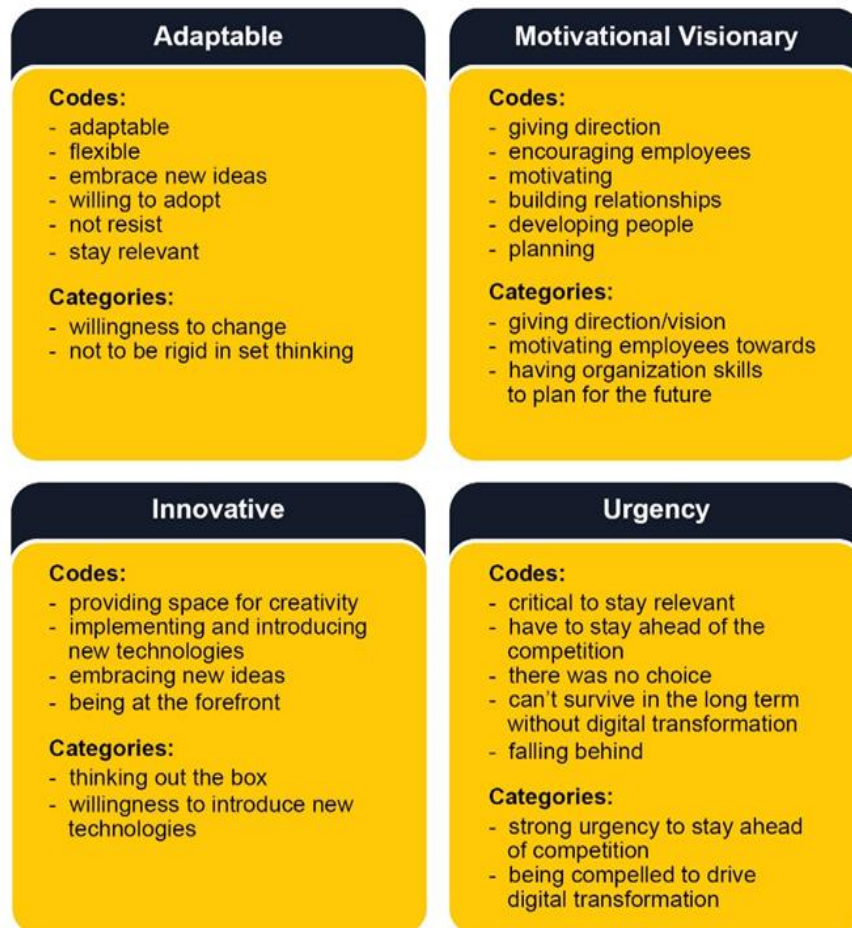 Adaptable
Codes:
- adaptable
- flexible
- embrace new ideas
- willing to adopt
- not resist
- stay relevant
Categories:
- willingness to change
- not to be rigid in set thinking
Motivational Visionary
Codes:
- giving direction
- encouraging employees
- motivating
- building relationships
- developing people
- planning
Categories:
- giving direction/vision
- motivating employees towards
- having organization skills
to plan for the future
Innovative
Codes:
- providing space for creativity
- implementing and introducing
new technologies
- embracing new ideas
- being at the forefront
Categories:
- thinking out the box
- willingness to introduce new
technologies
Urgency
Codes:
- critical to stay relevant
- have to stay ahead of the
competition
- there was no choice
- can't survive in the long term
without digital transformation
- falling behind
Categories:
- strong urgency to stay ahead
of competition
- being compelled to drive
digital transformation